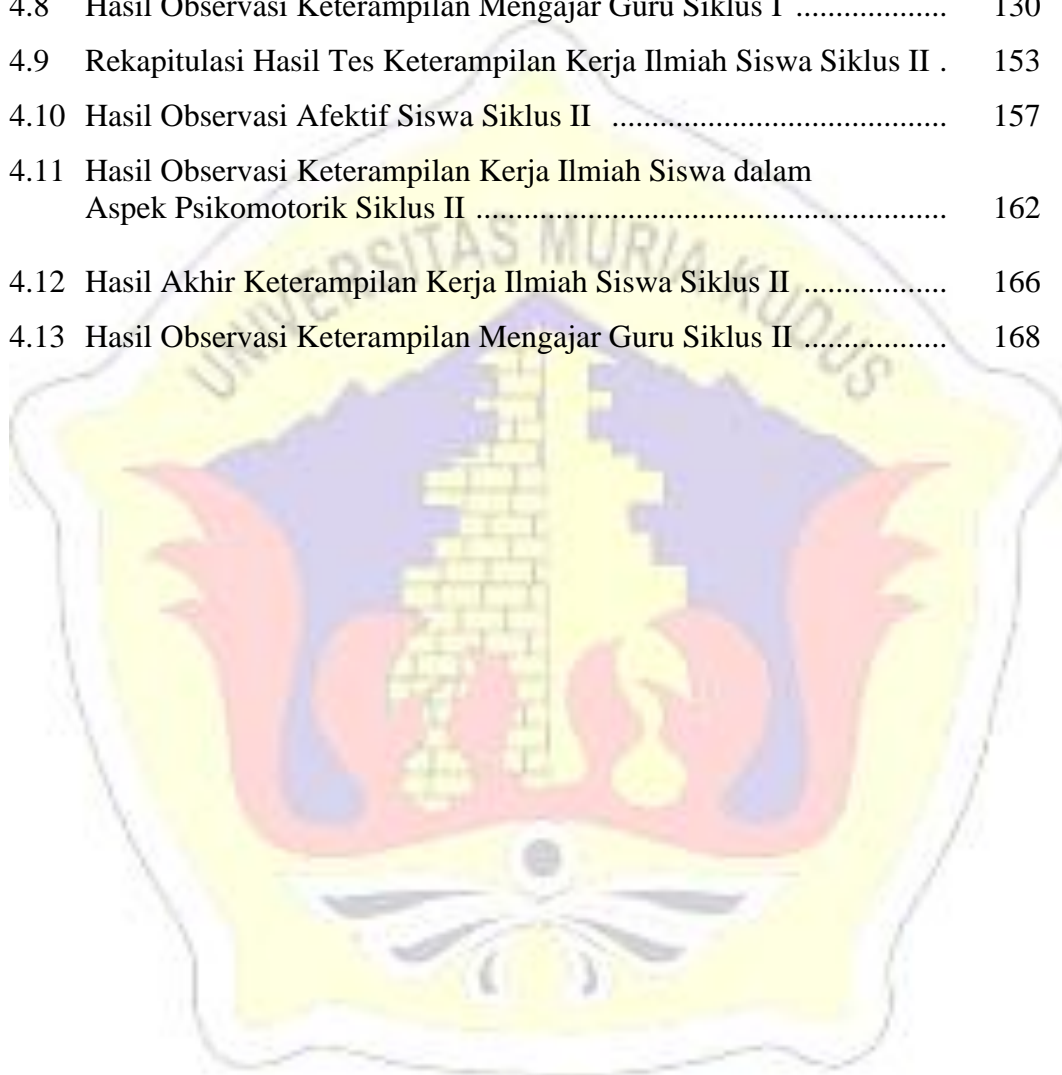 4.8 Hasil Observasi Keterampilan Mengajar Guru Siklus I ................... 130
4.9 Rekapitulasi Hasil Tes Keterampilan Kerja Ilmiah Siswa Siklus II . 153
4.10 Hasil Observasi Afektif Siswa Siklus II .......................................... 157
4.11 Hasil Observasi Keterampilan Kerja Ilmiah Siswa dalam
Aspek Psikomotorik Siklus II ........................................................... 162
4.12 Hasil Akhir Keterampilan Kerja Ilmiah Siswa Siklus II .................. 166
4.13 Hasil Observasi Keterampilan Mengajar Guru Siklus II .................. 168
UNIVERSITAS MURIA KUDUS